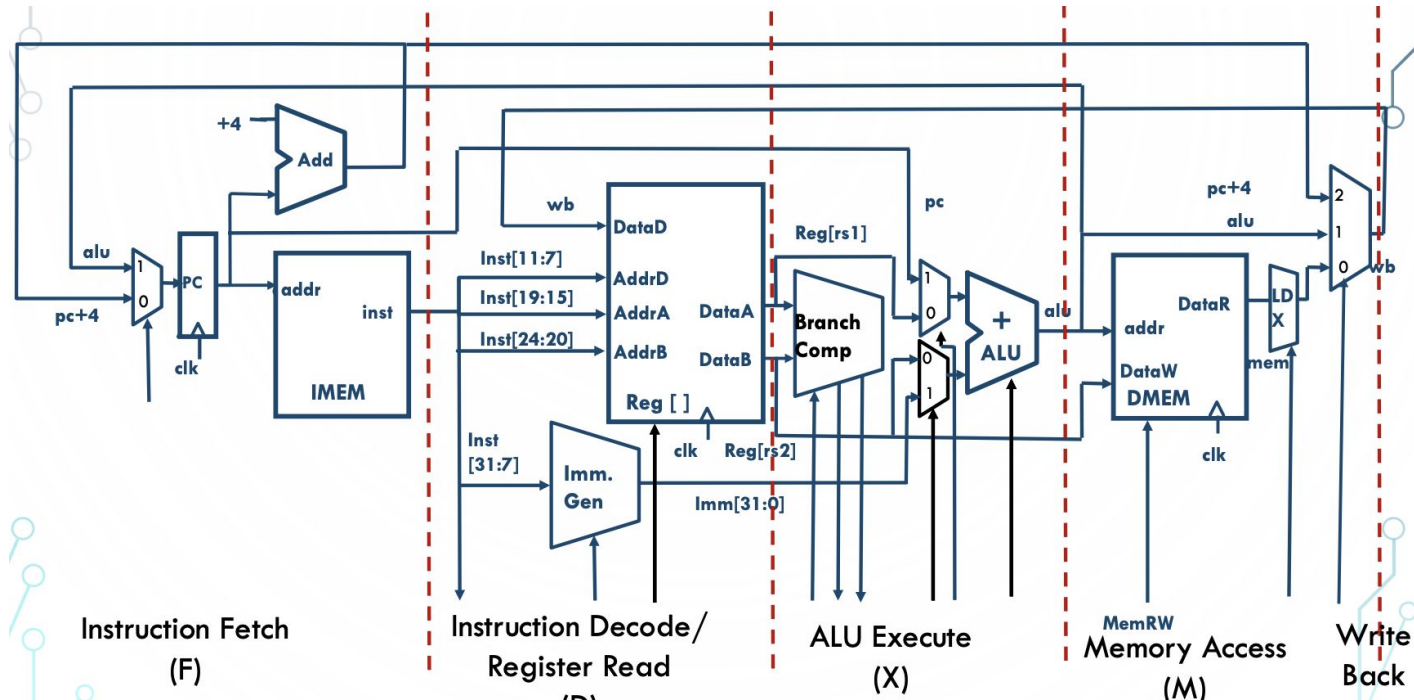 +4
Add
alu
1
0
pc+4
PC
clk
addr
inst
IMEM
wb
Inst[11:7]
Inst[19:15]
Inst[24:20]
Inst
[31:7]
DataD
AddrD
AddrA
AddrB
DataA
DataB
Reg [ ]
clk
Imm.
Gen
Reg[rs2]
Imm[31:0]
Reg[rs1]
Branch
Comp
pc
1
0
0
1
+
ALU
alu
pc+4
alu
addr
DataR
DataW
DMEM
clk
LD
X
mem
2
1
0
wb
MemRW
Instruction Fetch
(F)
Instruction Decode/
Register Read
ALU Execute
(X)
Memory Access
(M)
Write
Back